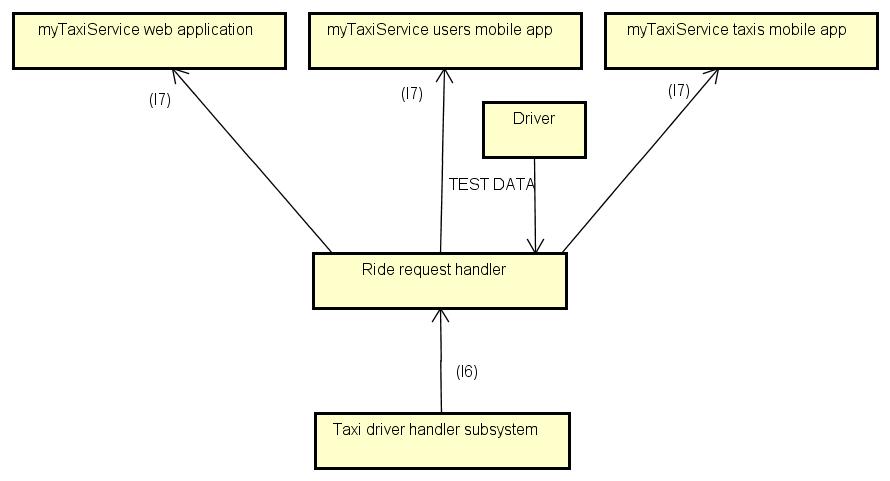 myTaxiService web application
myTaxiService users mobile app
myTaxiService taxis mobile app
(I7)
(I7)
(I7)
Driver
TEST DATA
Ride request handler
(I6)
Taxi driver handler subsystem